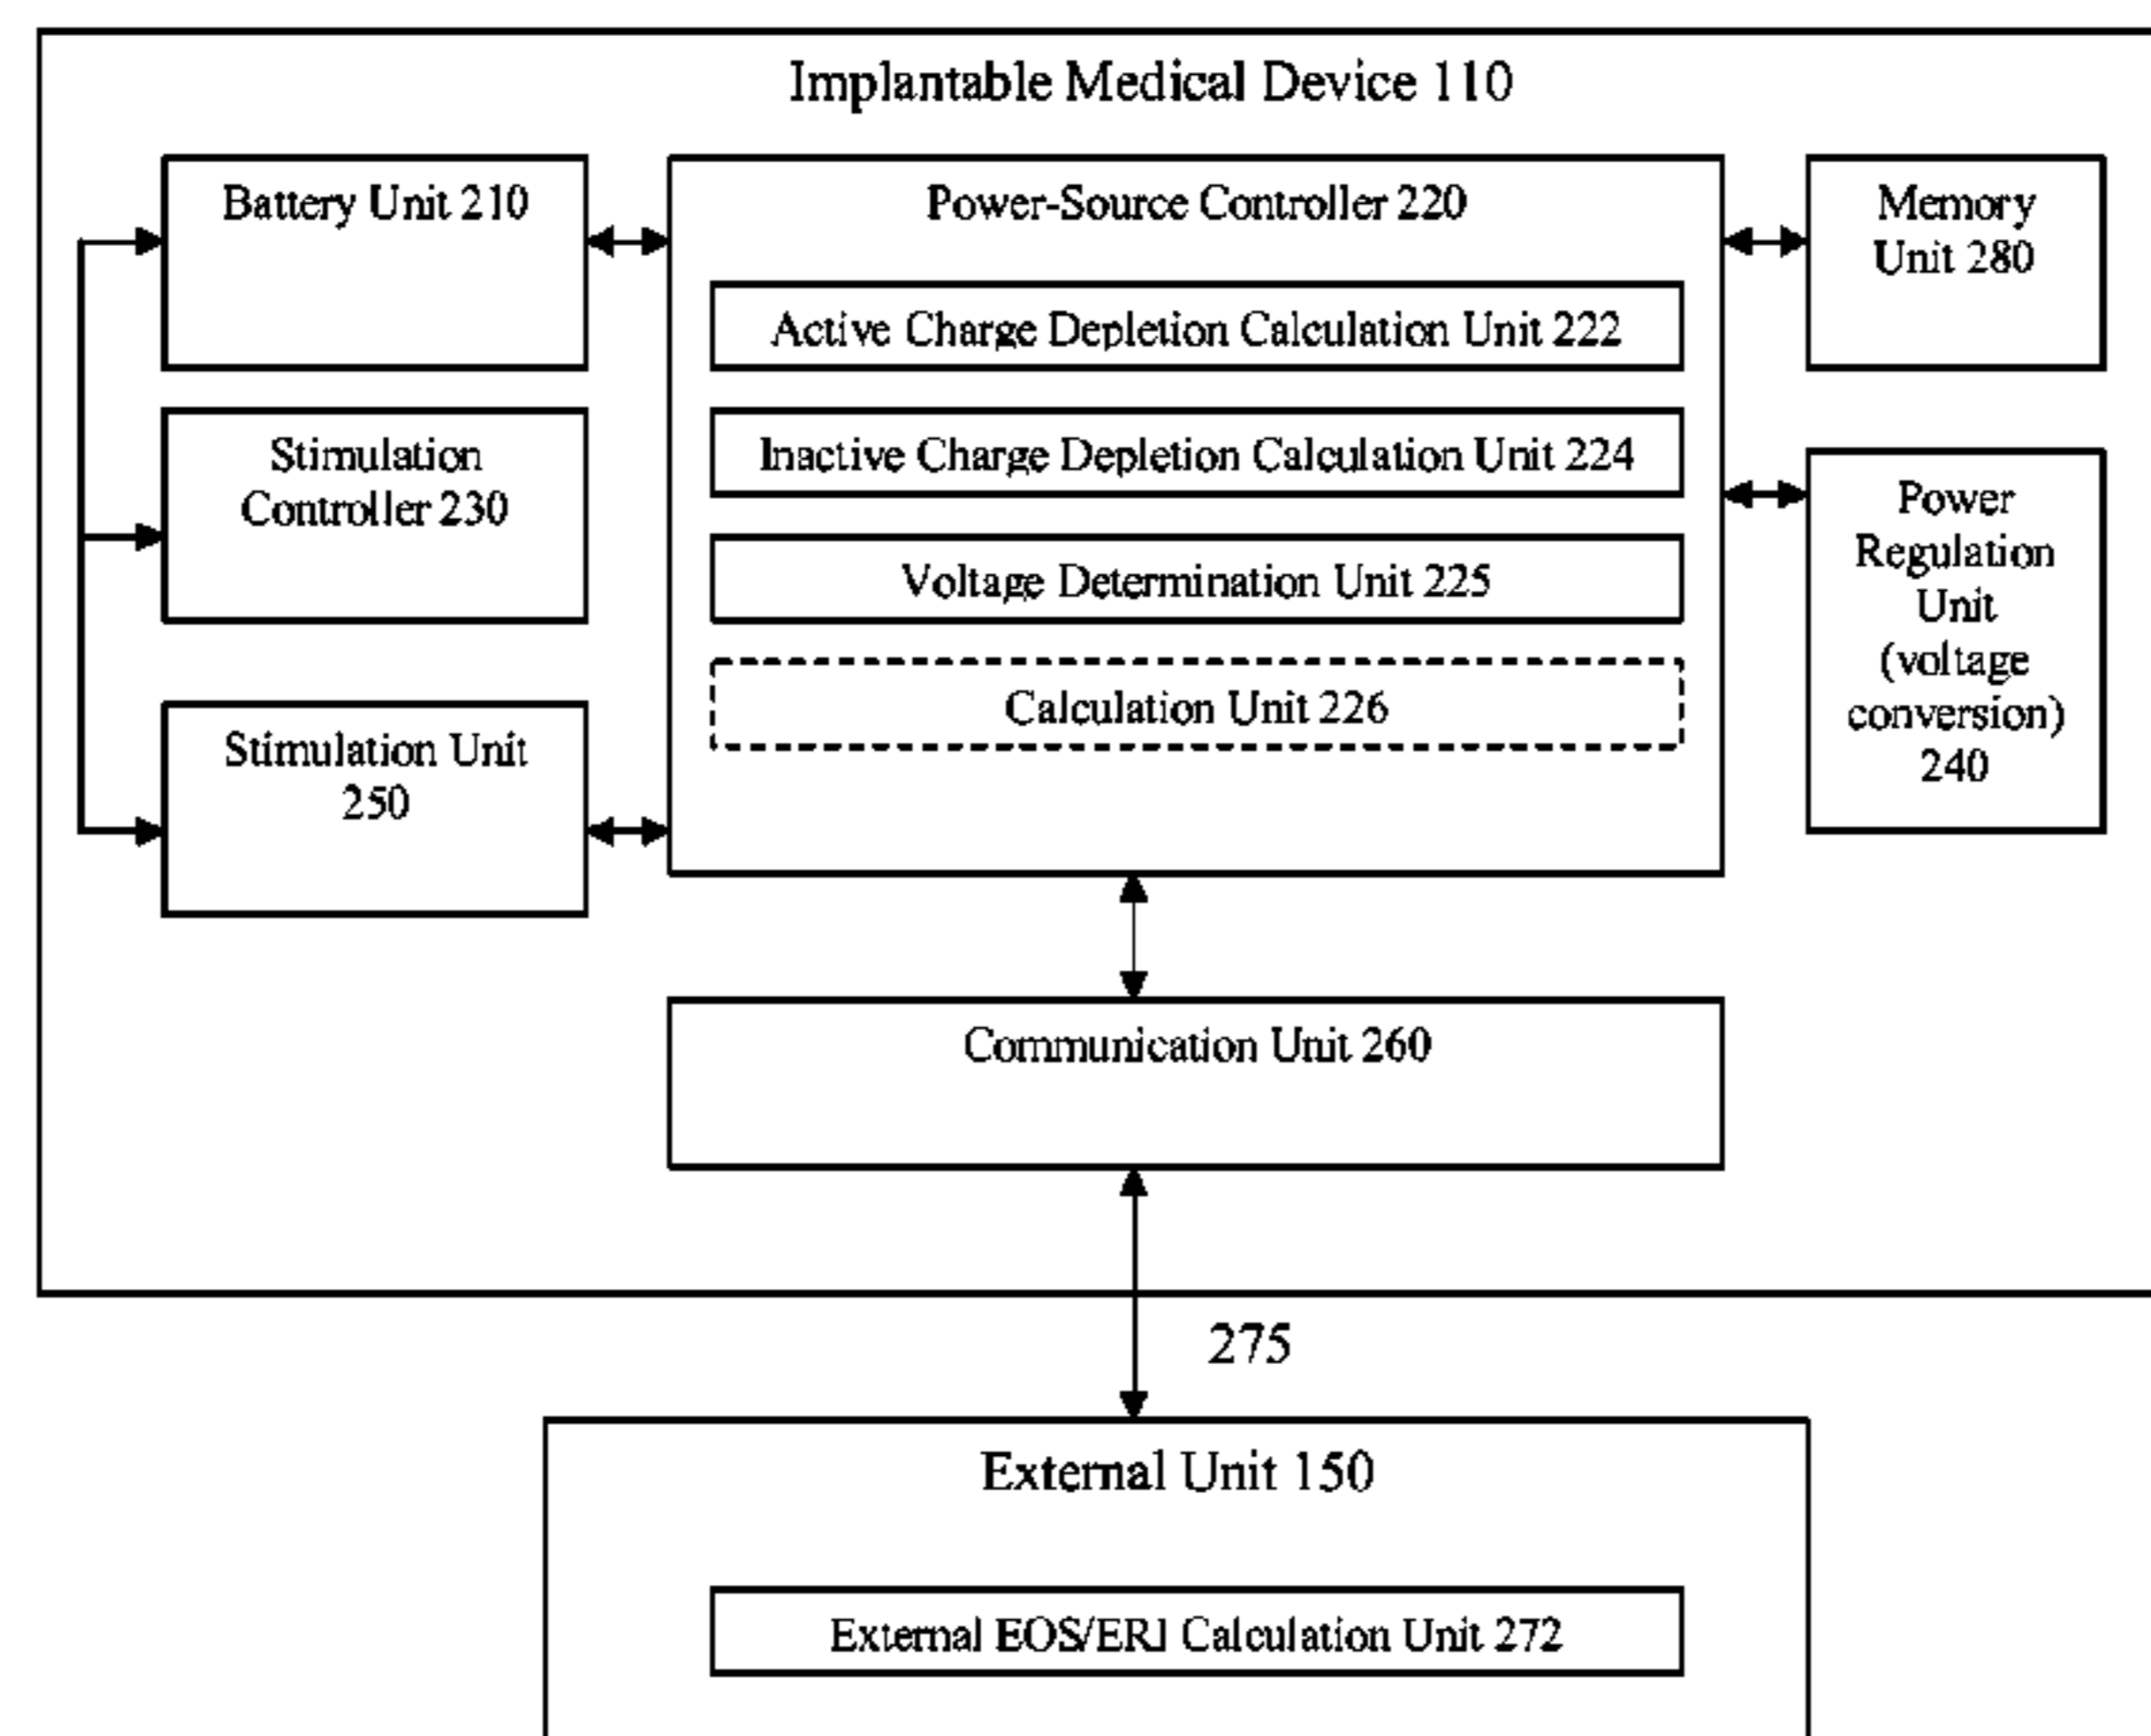 Implantable Medical Device 110
Battery Unit 210
Power-Source Controller 220
Memory
Unit 280
Active Charge Depletion Calculation Unit 222
Stimulation
Controller 230
Inactive Charge Depletion Calculation Unit 224
Power
Regulation
Unit
(voltage
conversion)
240
Voltage Determination Unit 225
Calculation Unit 226
Stimulation Unit
250
Communication Unit 260
275
External Unit 150
External EOS/ERI Calculation Unit 272